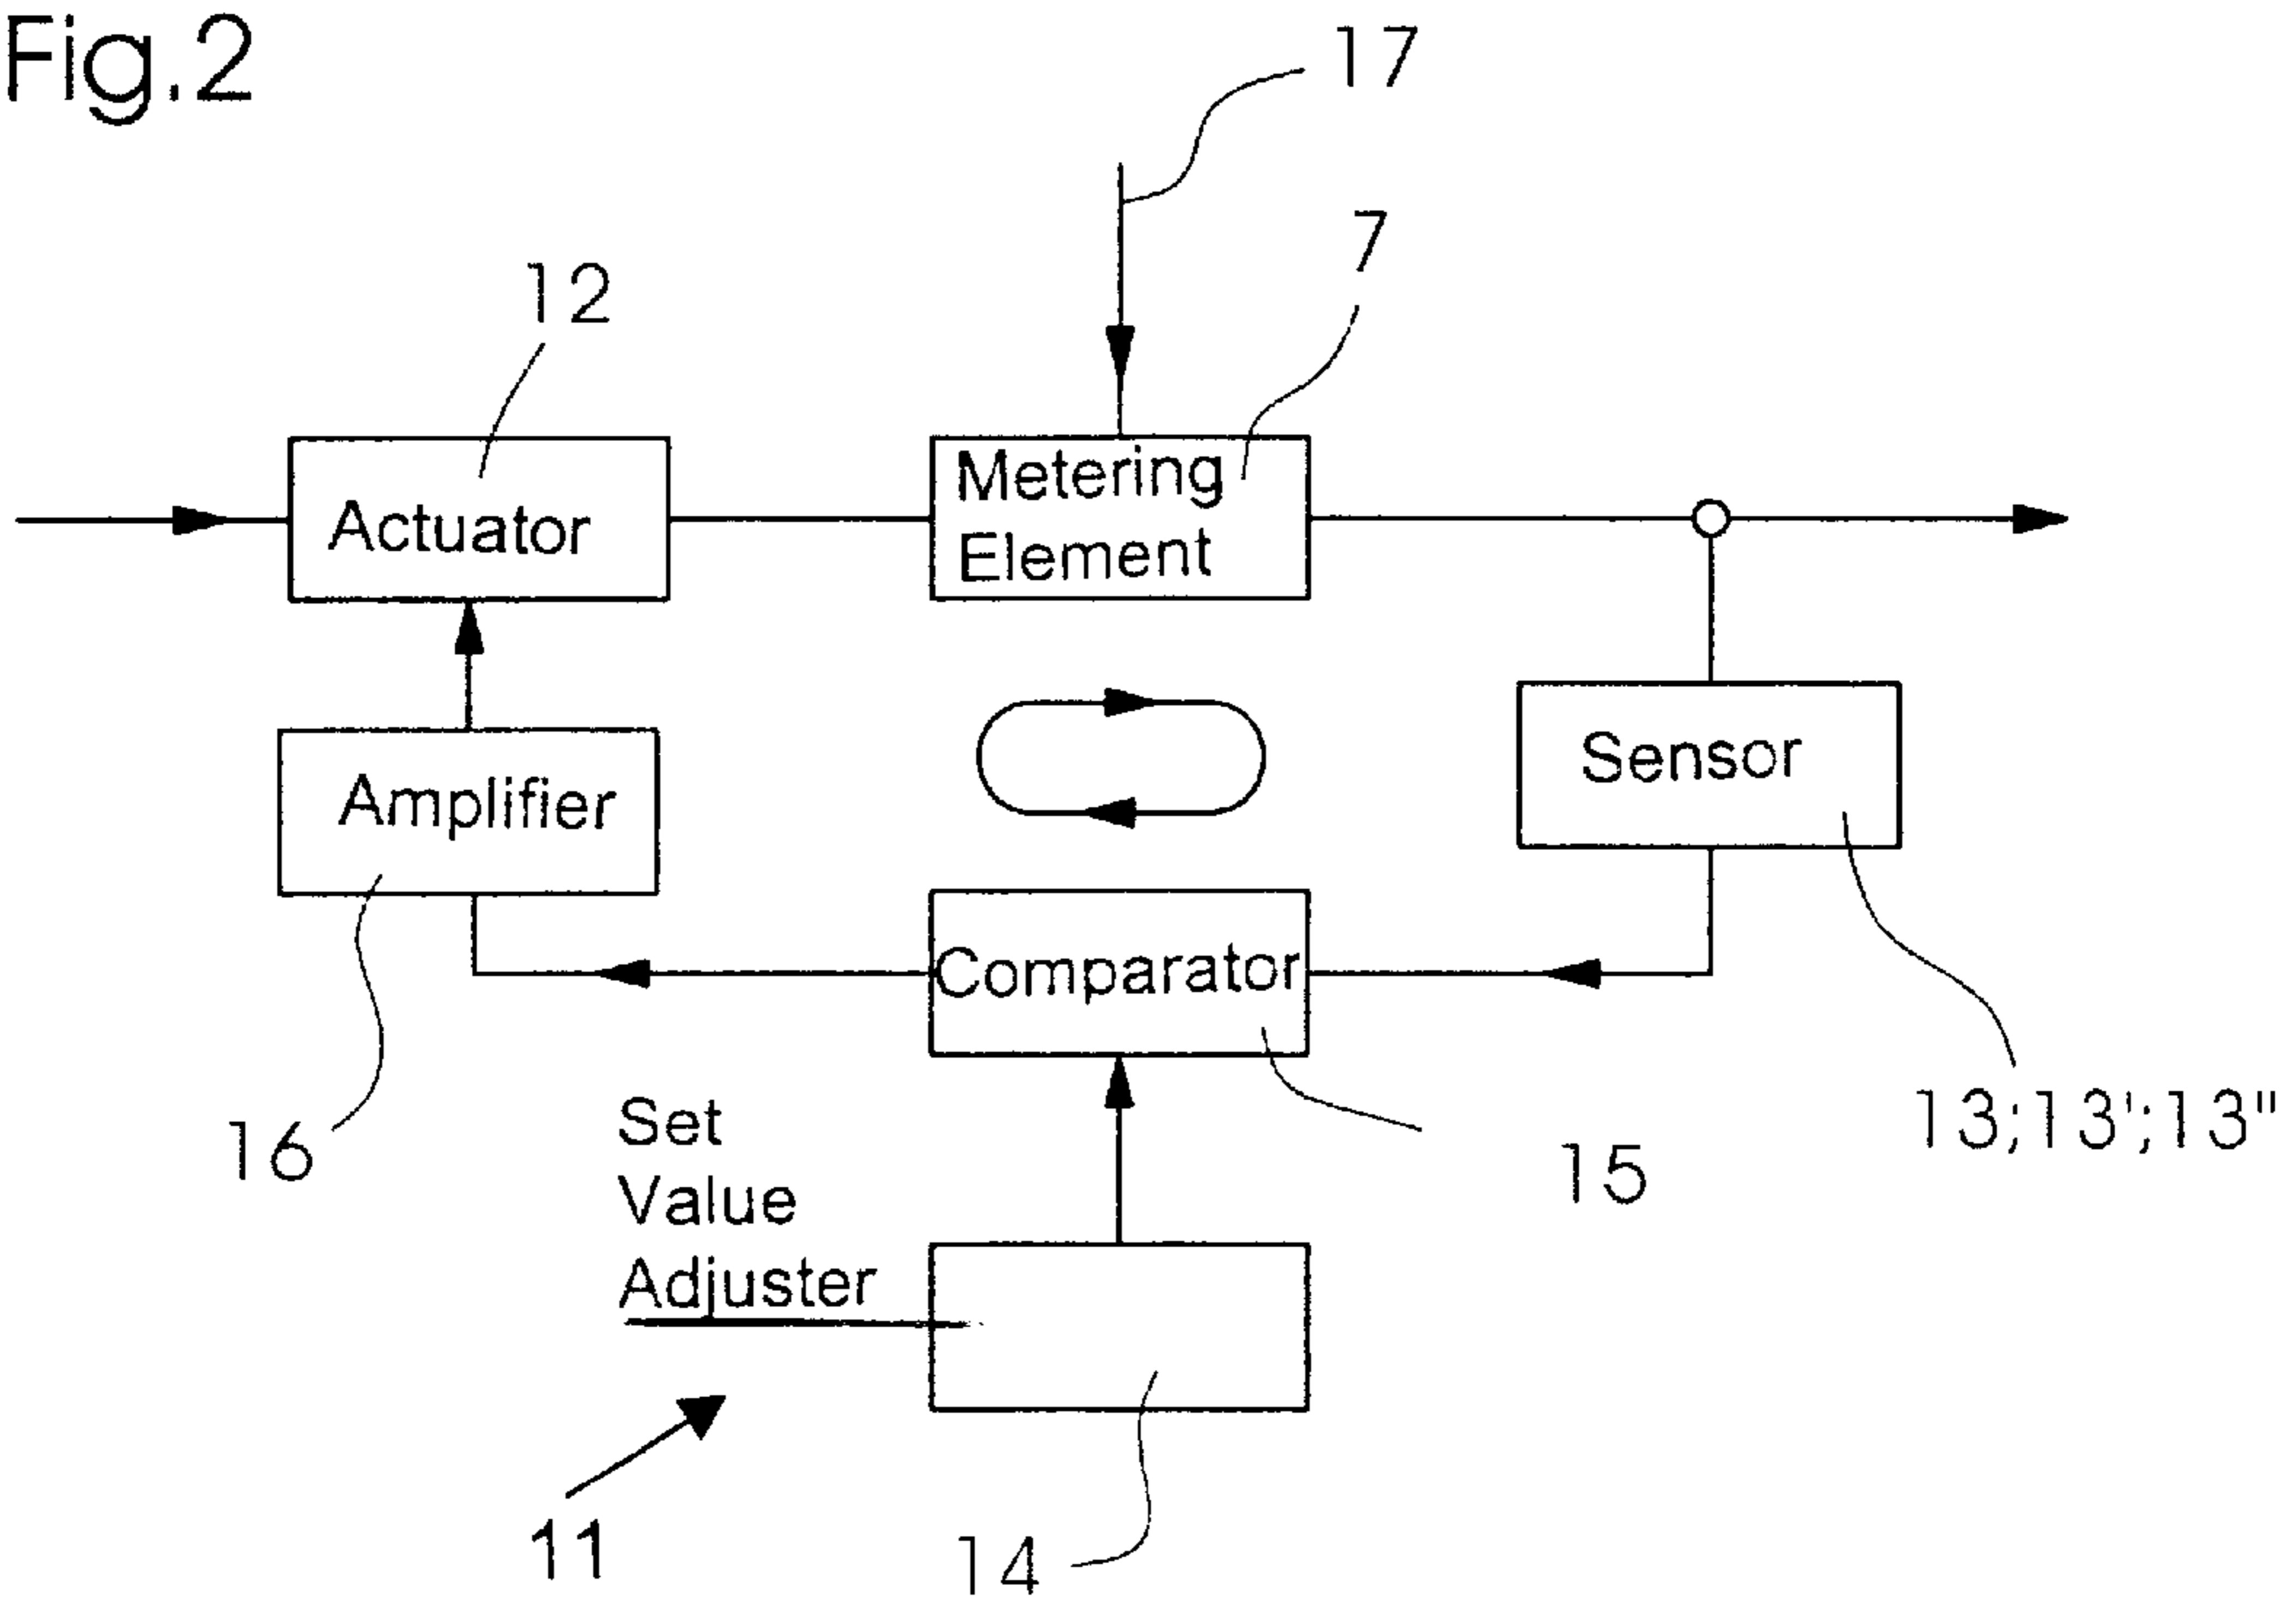 Fig.2
17
7
12
Metering
Element
Actuator
Sensor
Amplifier
Comparator
13;13';13"
Set
Value
Adjuster
16
15
11
14